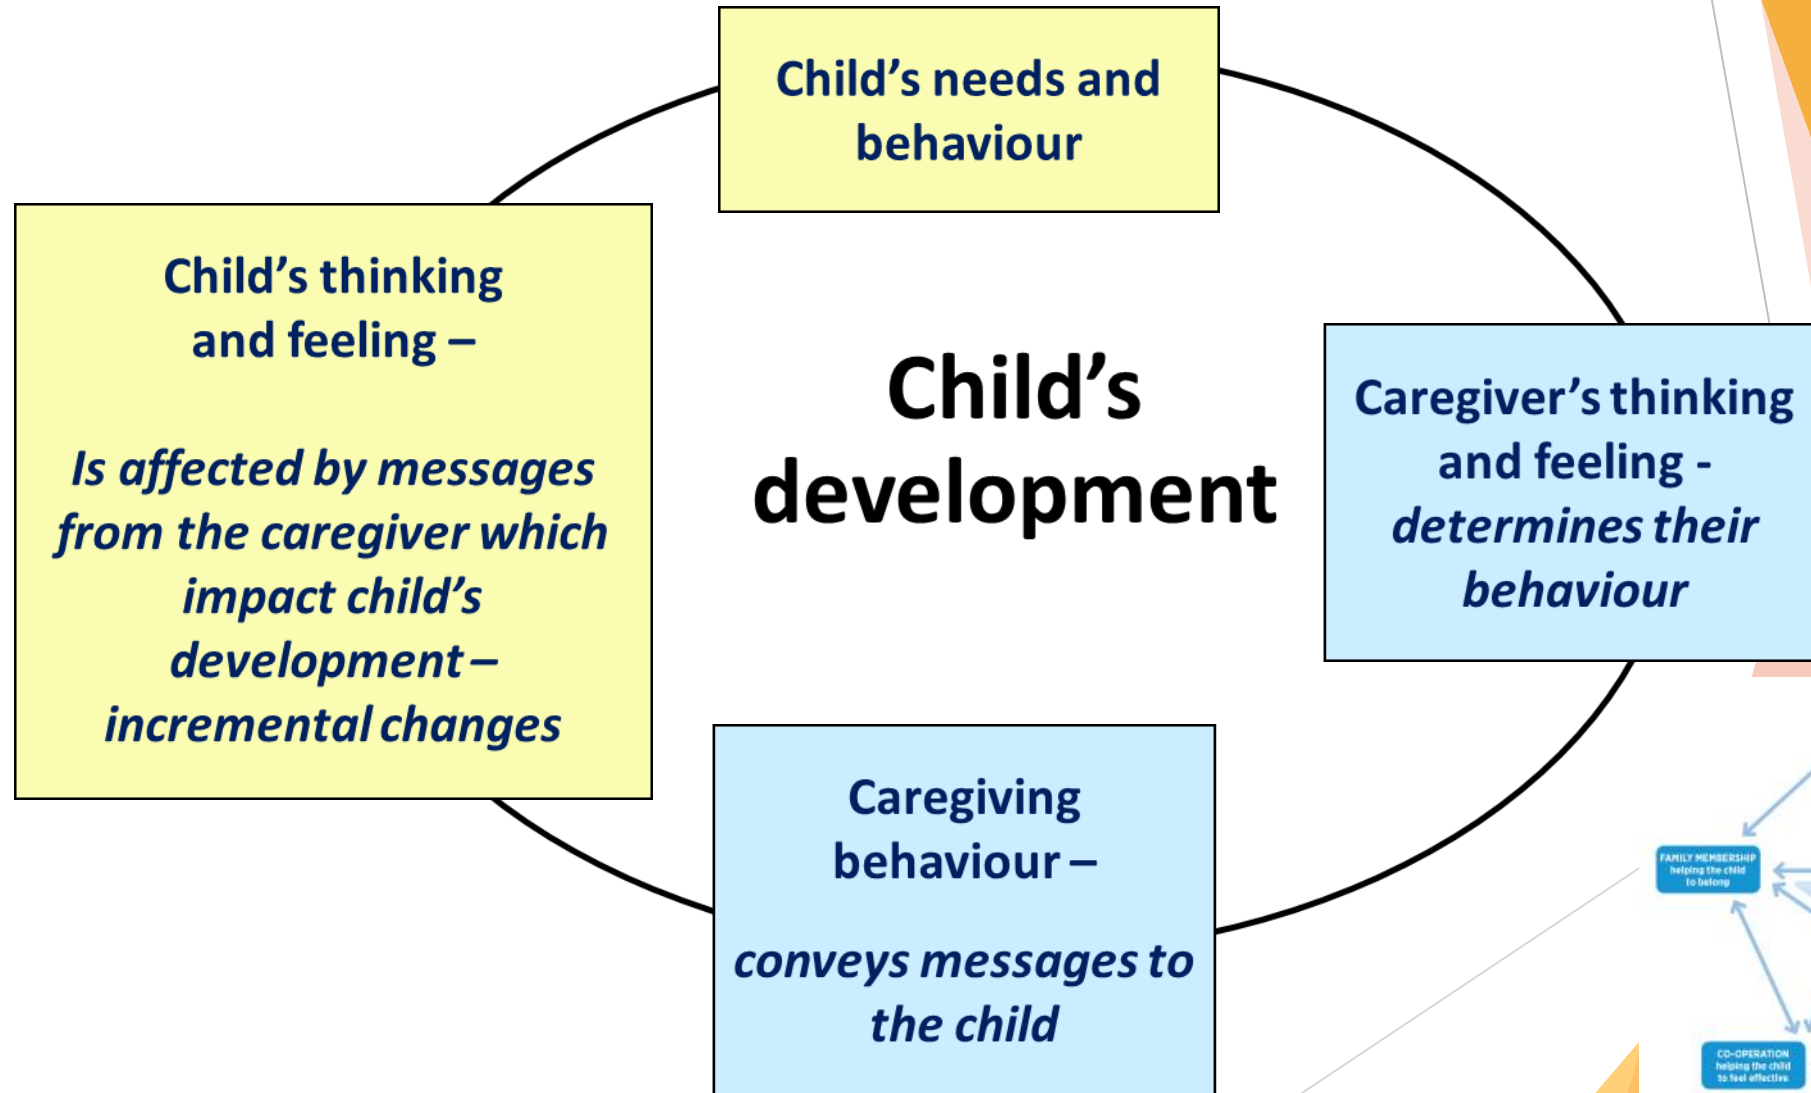 Child’s needs and
behaviour
Child’s thinking
and feeling –
Is affected by messages
from the caregiver which
impact child’s
development –
incremental changes
Child’s
development
Caregiver’s thinking
and feeling -
determines their
behaviour
Caregiving
behaviour –
conveys messages to
the child
FAMILY MEMBERSHIP
helping the child
to belong
CO-OPERATION
helping the child
to feel effective